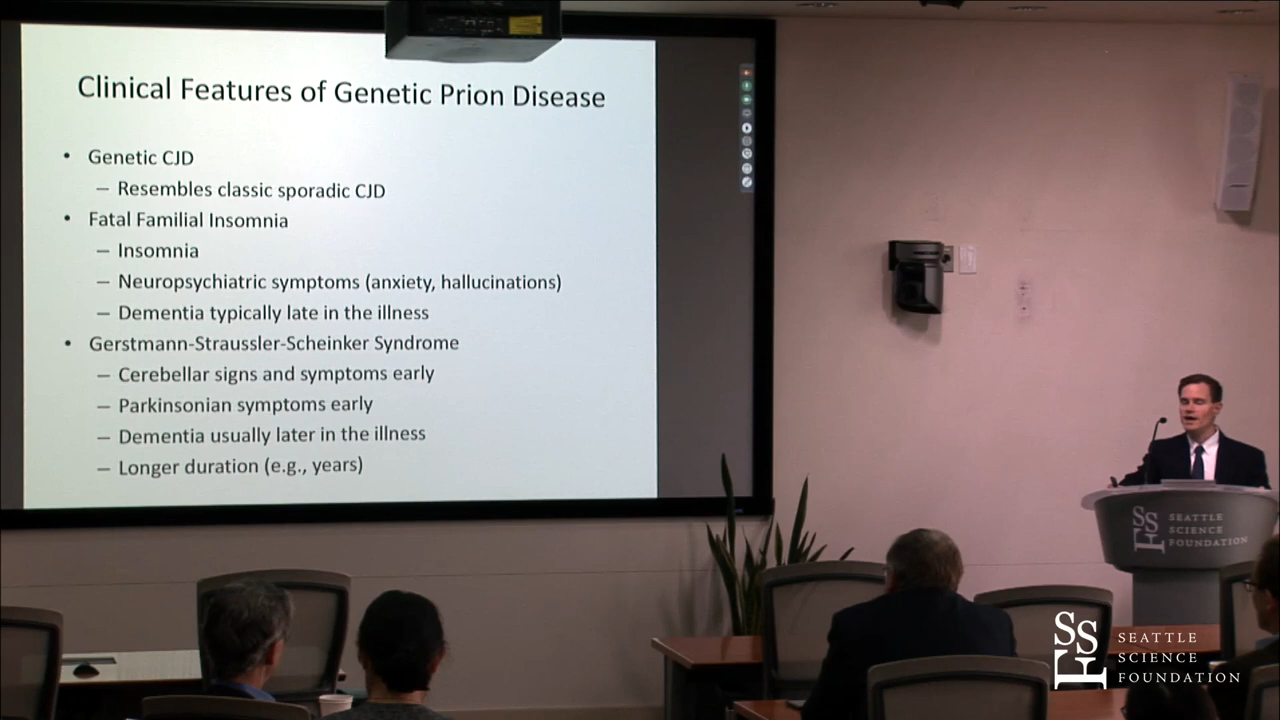 Clinical Features of Genetic Prion Disease
• Genetic CJD
– Resembles classic sporadic CJD
• Fatal Familial Insomnia
– Insomnia
– Neuropsychiatric symptoms (anxiety, hallucinations)
– Dementia typically late in the illness
• Gerstmann-Straussler-Scheinker Syndrome
– Cerebellar signs and symptoms early
– Parkinsonian symptoms early
– Dementia usually later in the illness
– Longer duration (e.g., years)
SSF
SEATTLE
SCIENCE
FOUNDATION
SSF
SEATTLE
SCIENCE
FOUNDATION